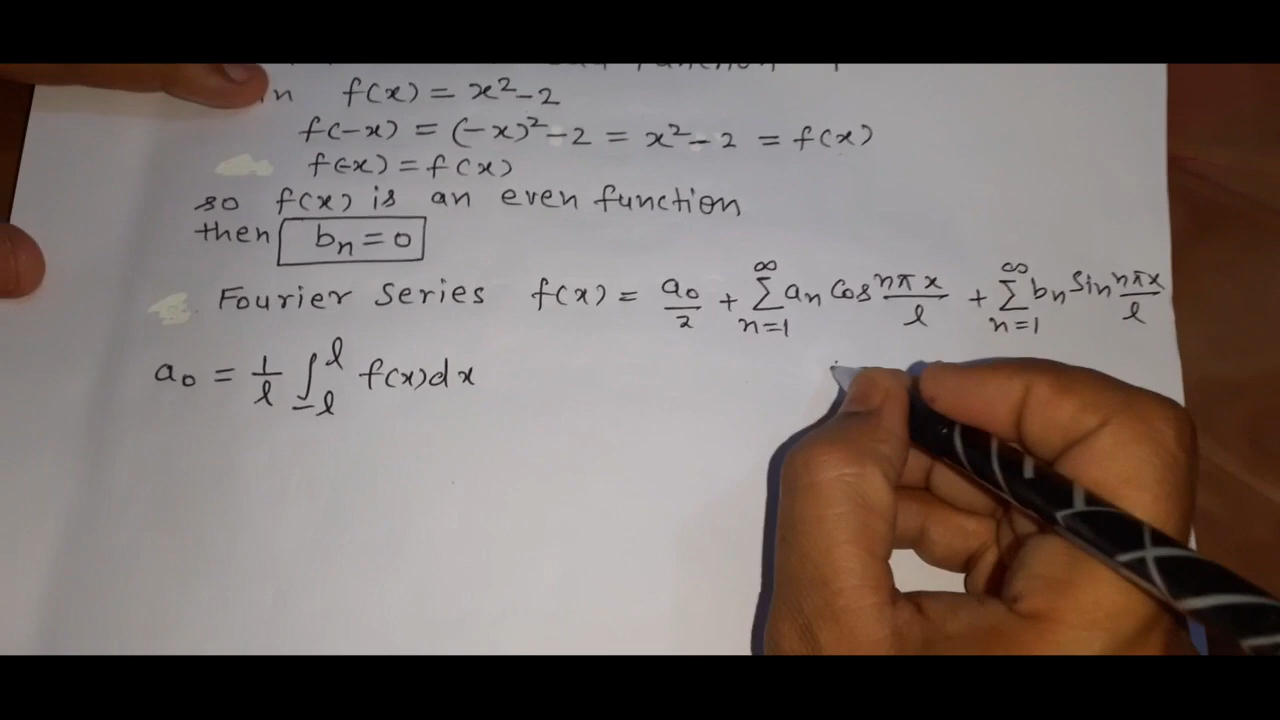 in f(x) = x²-2
f(-x) = (-x)²-2 = x²-2 = f(x)
f(-x) = f(x)
so f(x) is an even function
then bn = 0
Fourier Series f(x) = a₀/2 + ∑_{n=1}^{∞} an Cos nπx/l + ∑_{n=1}^{∞} bn Sin nπx/l
a₀ = 1/l ∫_{-l}^{l} f(x)dx